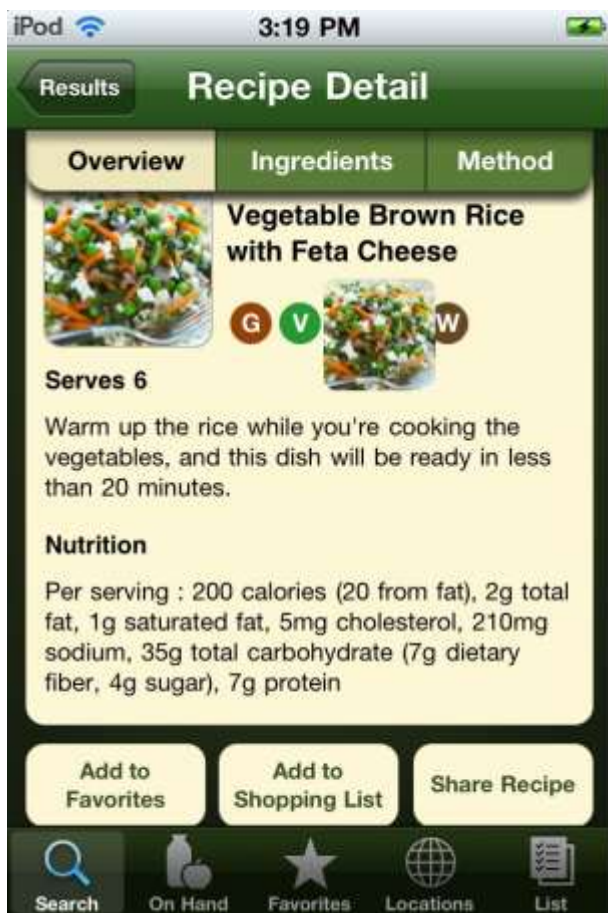 iPod 3:19 PM
Results Recipe Detail
Overview Ingredients Method
Vegetable Brown Rice
with Feta Cheese
G V W
Serves 6
Warm up the rice while you're cooking the
vegetables, and this dish will be ready in less
than 20 minutes.
Nutrition
Per serving : 200 calories (20 from fat), 2g total
fat, 1g saturated fat, 5mg cholesterol, 210mg
sodium, 35g total carbohydrate (7g dietary
fiber, 4g sugar), 7g protein
Add to Add to Share Recipe
Favorites Shopping List
Search On Hand Favorites Locations List